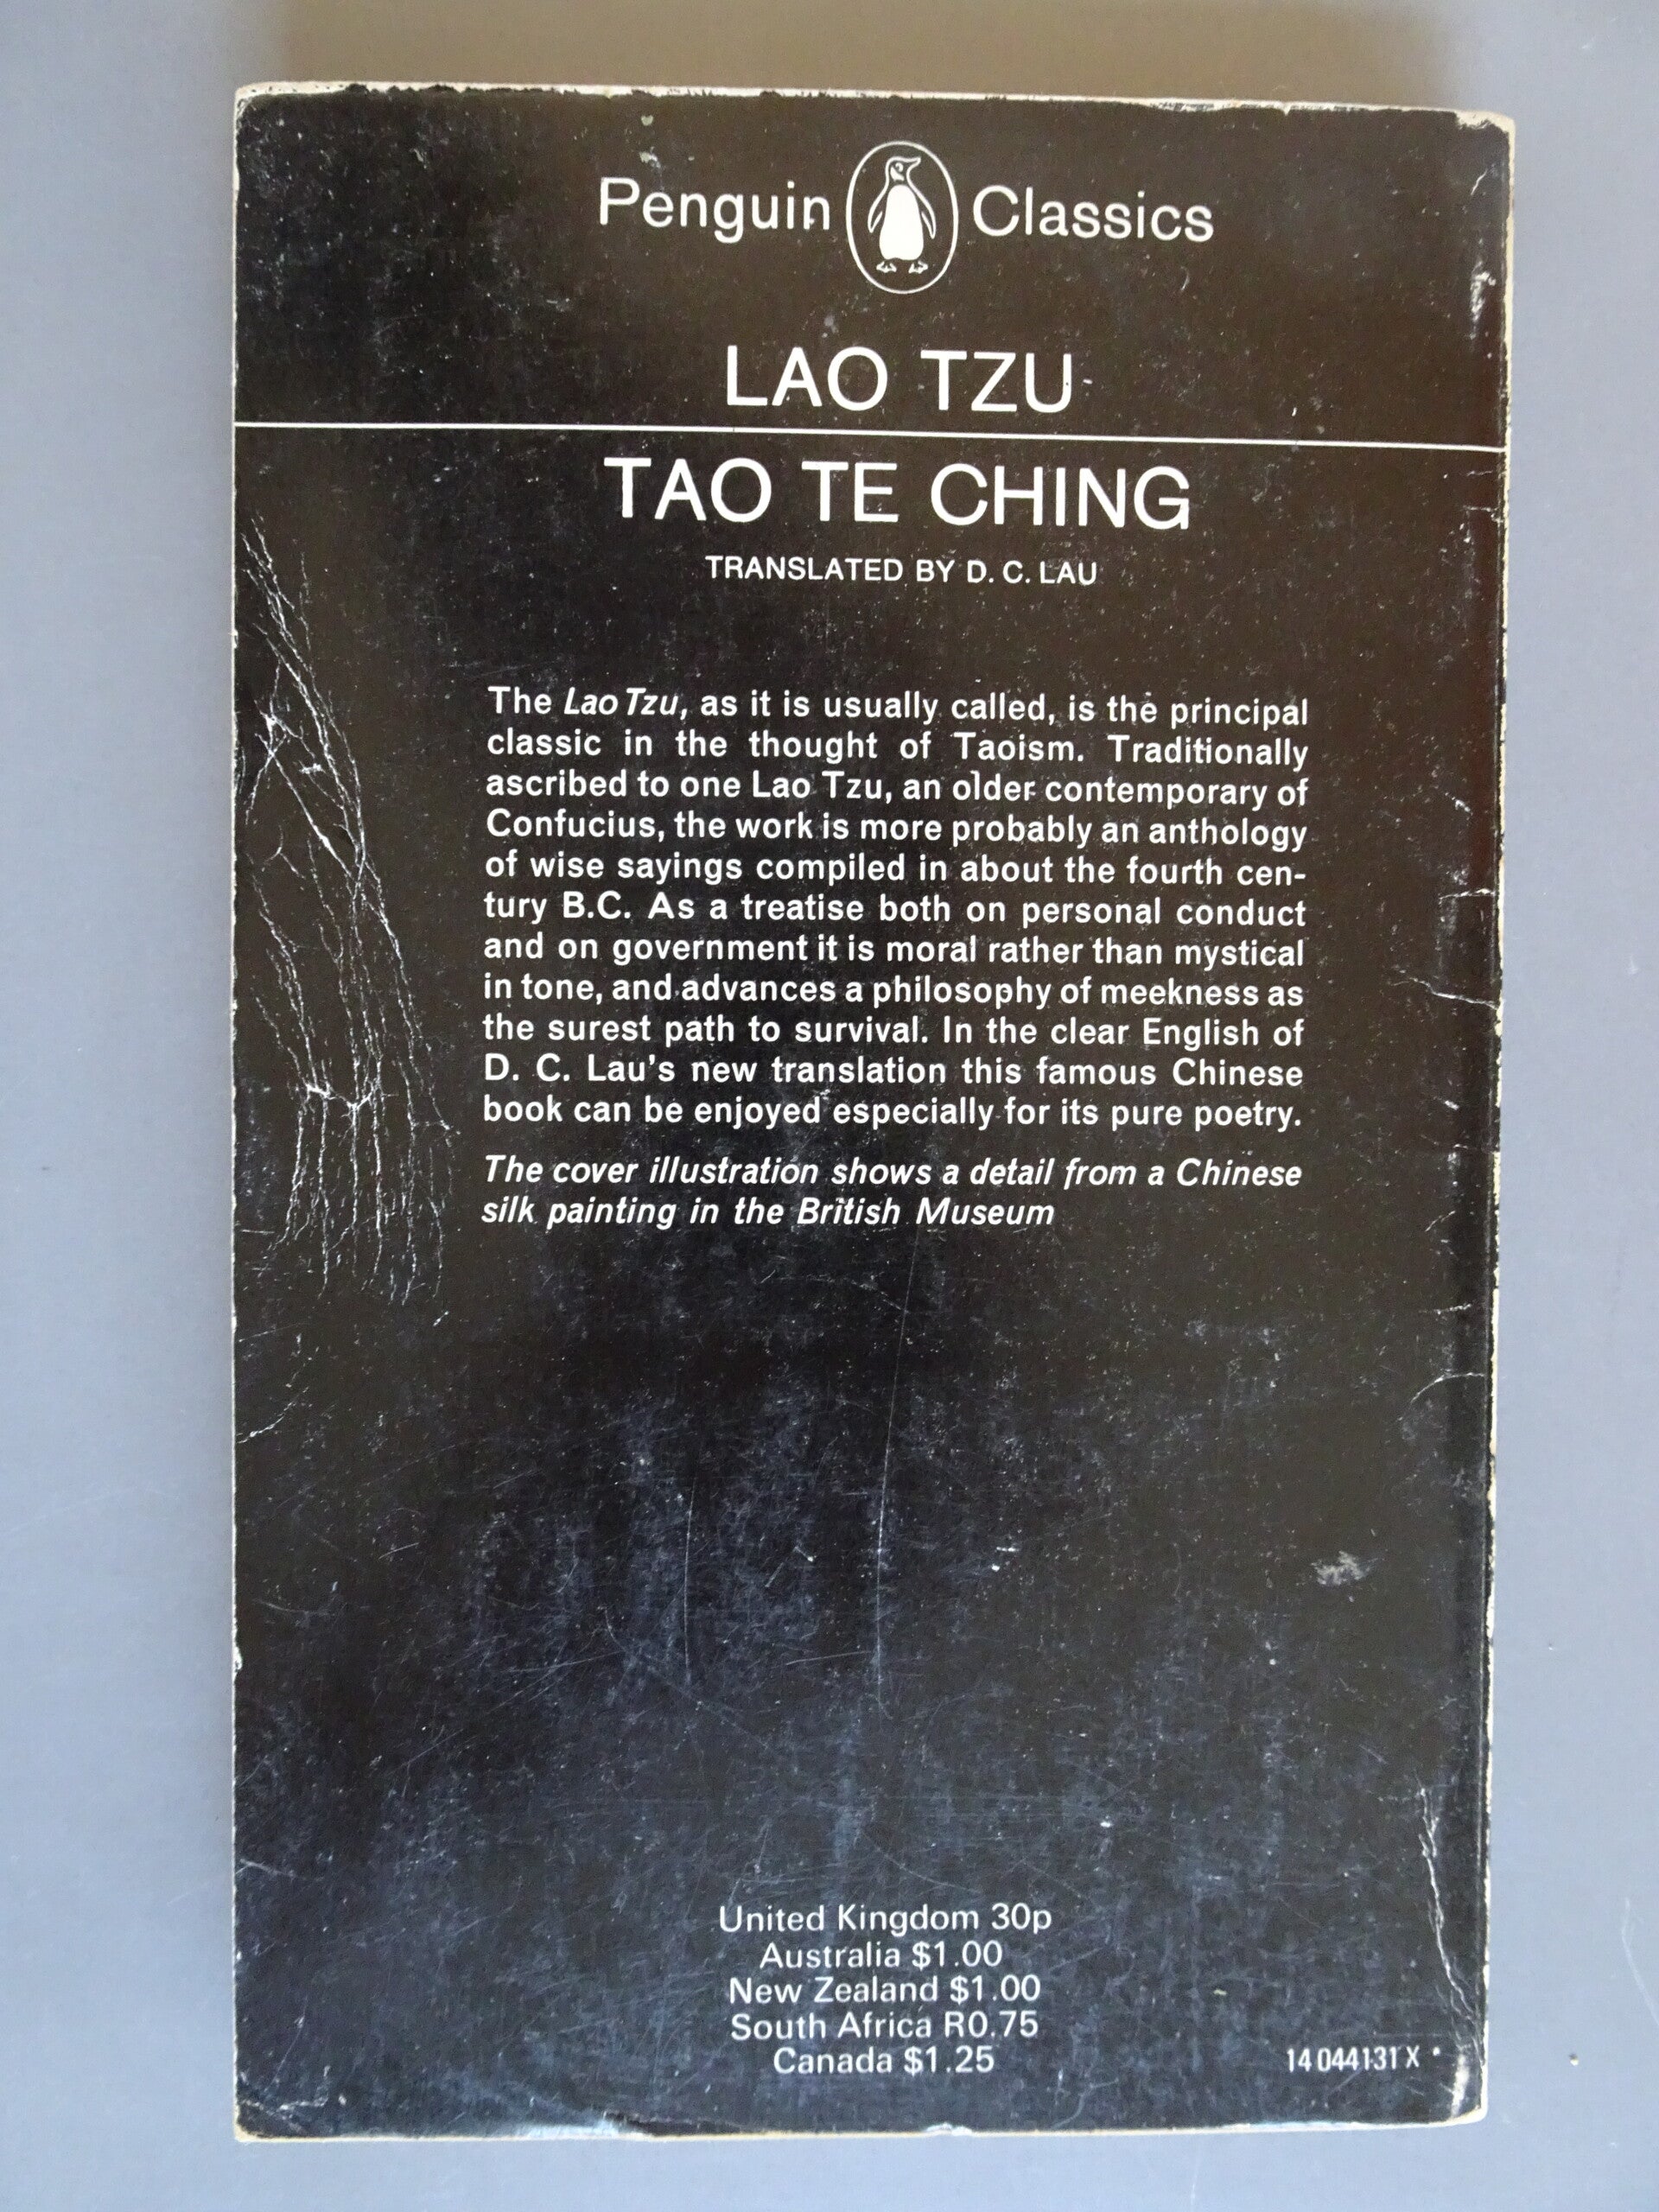 Penguin Classics
LAO TZU
TAO TE CHING
TRANSLATED BY D. C. LAU
The Lao Tzu, as it is usually called, is the principal
classic in the thought of Taoism. Traditionally
ascribed to one Lao Tzu, an older contemporary of
Confucius, the work is more probably an anthology
of wise sayings compiled in about the fourth cen-
tury B.C. As a treatise both on personal conduct
and on government it is moral rather than mystical
in tone, and advances a philosophy of meekness as
the surest path to survival. In the clear English of
D. C. Lau's new translation this famous Chinese
book can be enjoyed especially for its pure poetry.
The cover illustration shows a detail from a Chinese
silk painting in the British Museum
United Kingdom 30p
Australia $1.00
New Zealand $1.00
South Africa R0.75
Canada $1.25
14 044131 X